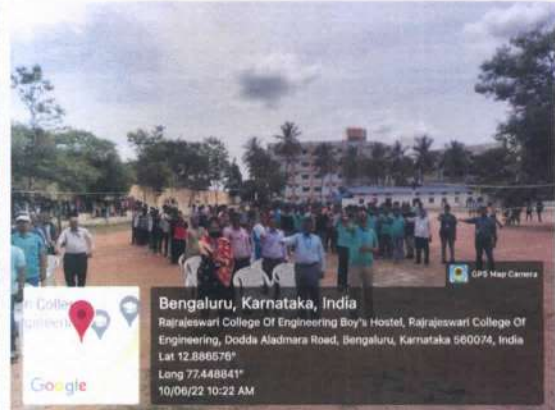 GPS Map Camera
Bengaluru, Karnataka, India
Rajrajeswari College Of Engineering Boy's Hostel, Rajrajeswari College Of
Engineering, Dodda Aladmara Road, Bengaluru, Karnataka 560074, India
Lat 12.886576°
Long 77.448841°
10/06/22 10:22 AM
Google